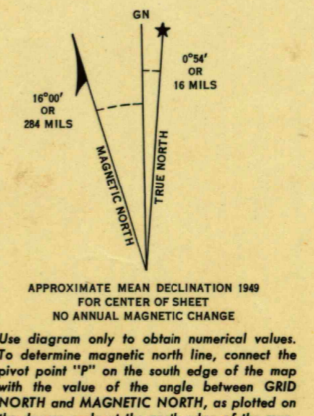 GN
0°54'
OR
16 MILS
16°00'
OR
284 MILS
MAGNETIC NORTH
TRUE NORTH
APPROXIMATE MEAN DECLINATION 1949
FOR CENTER OF SHEET
NO ANNUAL MAGNETIC CHANGE
Use diagram only to obtain numerical values.
To determine magnetic north line, connect the
pivot point "P" on the south edge of the map
with the value of the angle between GRID
NORTH and MAGNETIC NORTH, as plotted on